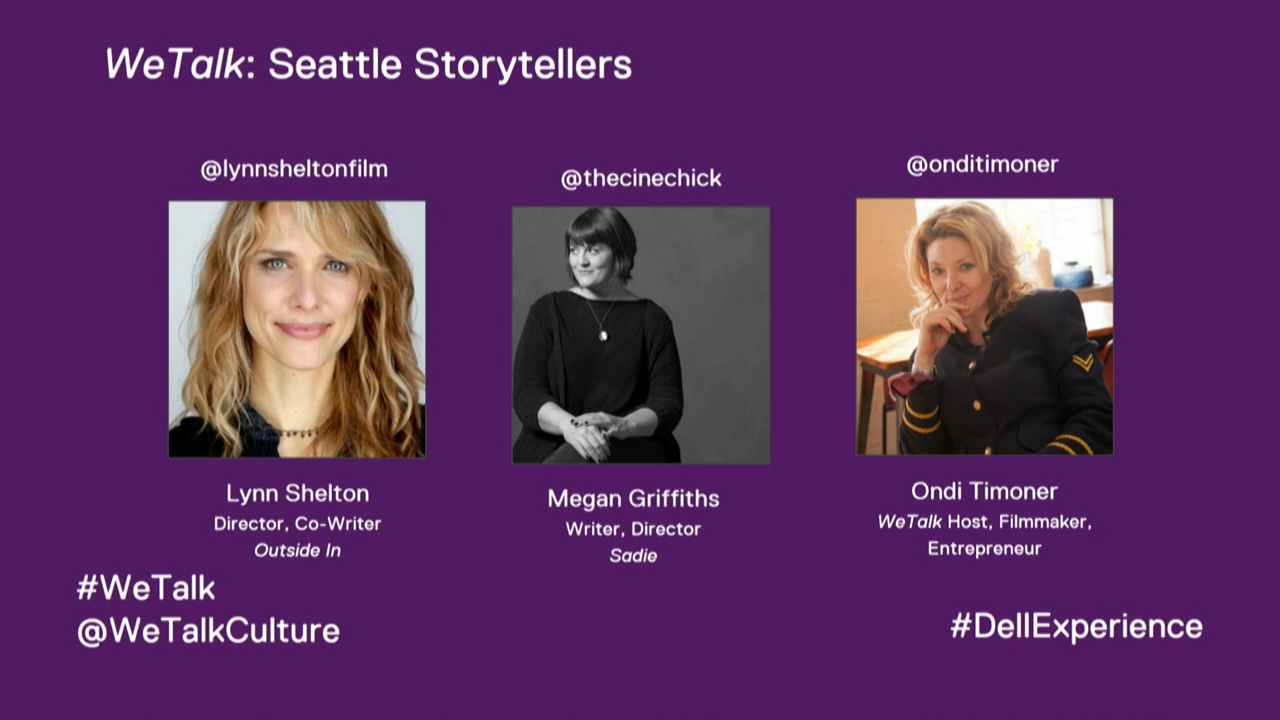 WeTalk: Seattle Storytellers
@lynnsheltonfilm
@thecinechick
@onditimoner
Lynn Shelton
Director, Co-Writer
Outside In
Megan Griffiths
Writer, Director
Sadie
Ondi Timoner
WeTalk Host, Filmmaker,
Entrepreneur
#WeTalk
@WeTalkCulture
#DellExperience